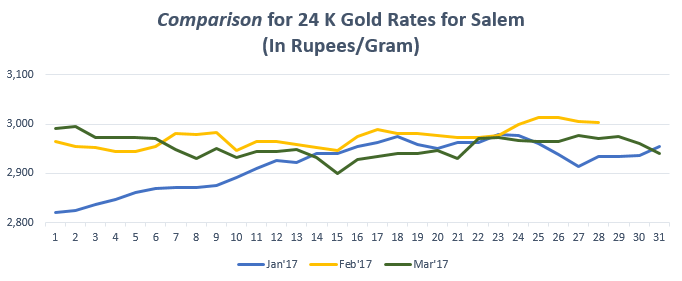 Comparison for 24 K Gold Rates for Salem
(In Rupees/Gram)
3,100
3,000
2,900
2,800
1 2 3 4 5 6 7 8 9 10 11 12 13 14 15 16 17 18 19 20 21 22 23 24 25 26 27 28 29 30 31
Jan'17 Feb'17 Mar'17